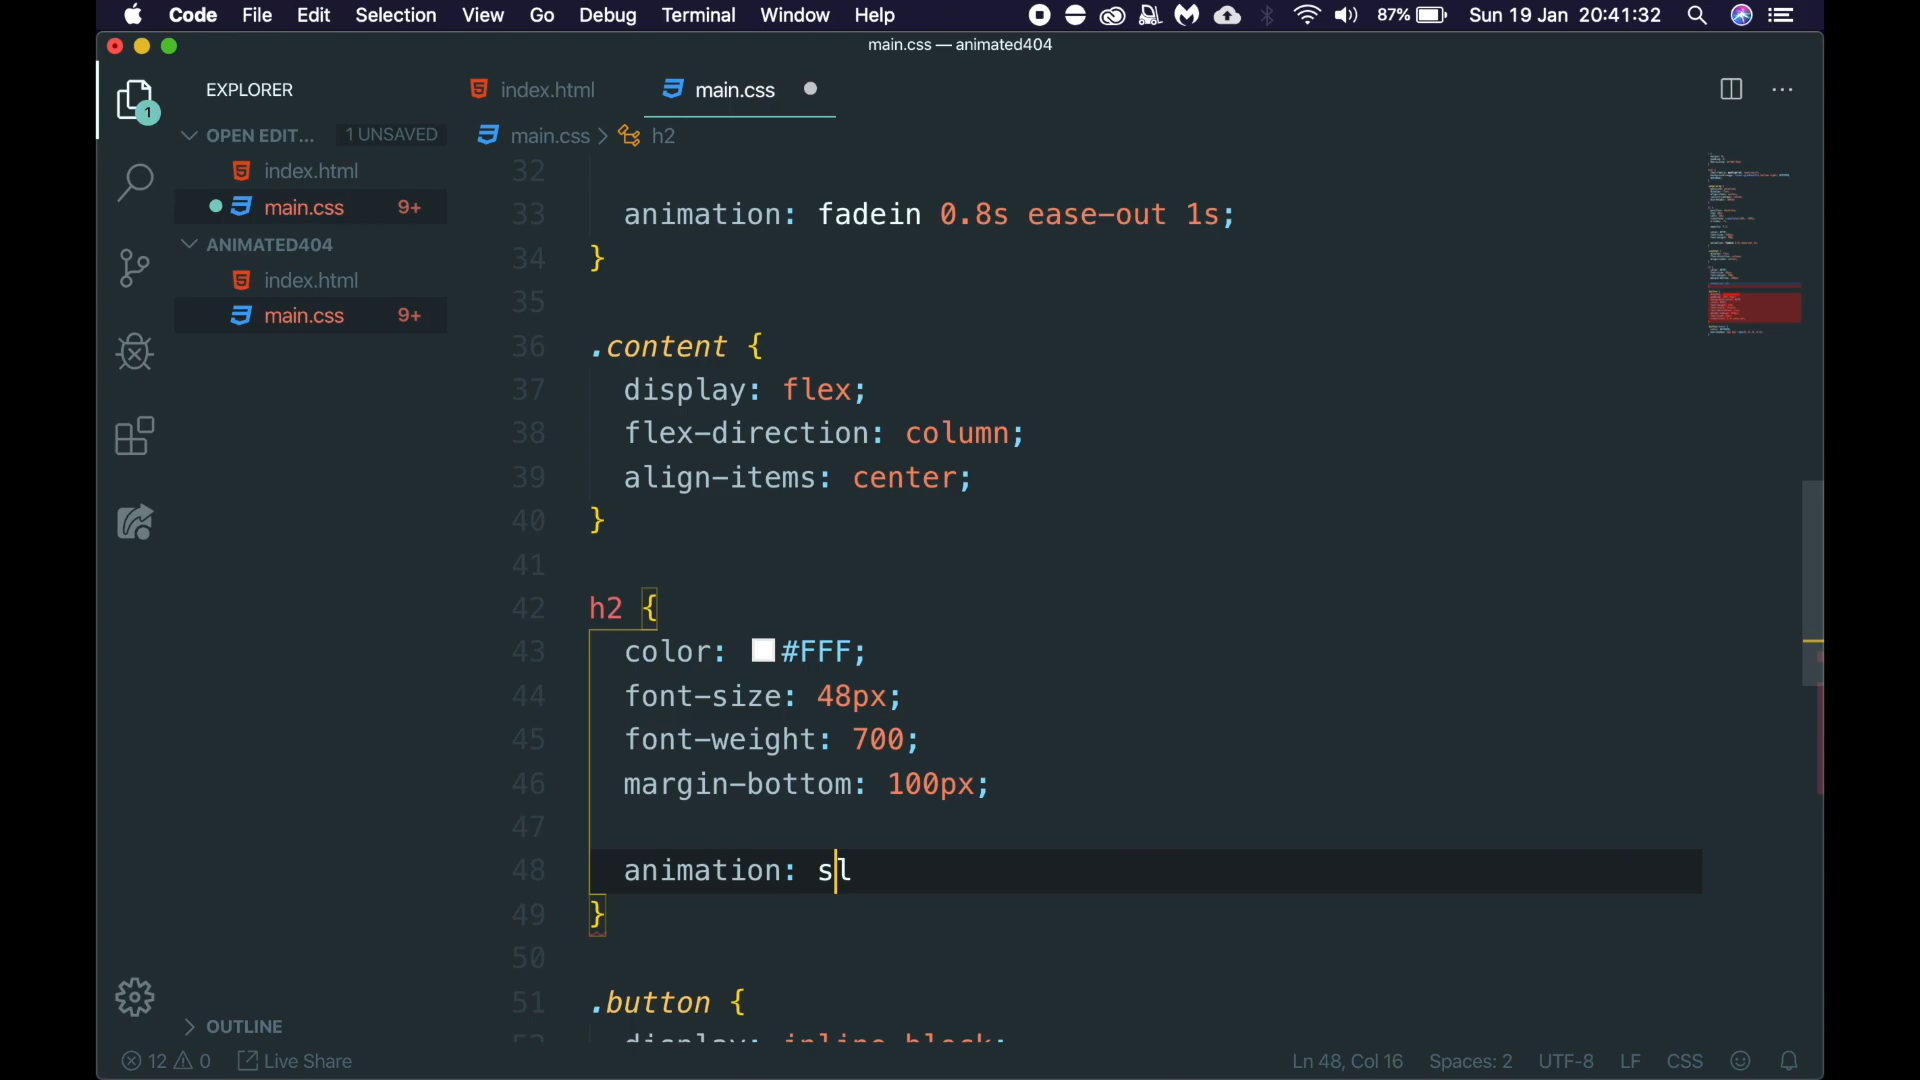 Code File Edit Selection View Go Debug Terminal Window Help 87% Sun 19 Jan 20:41:32
main.css — animated404
EXPLORER
index.html
main.css
1
OPEN EDIT... 1 UNSAVED
main.css > h2
index.html
main.css 9+
ANIMATED404
index.html
main.css 9+
32
33 animation: fadein 0.8s ease-out 1s;
34 }
35
36 .content {
37 display: flex;
38 flex-direction: column;
39 align-items: center;
40 }
41
42 h2 {
43 color: #FFF;
44 font-size: 48px;
45 font-weight: 700;
46 margin-bottom: 100px;
47
48 animation: sl
49 }
50
51 .button {
52 display: inline-block;
OUTLINE
12 0 Live Share Ln 48, Col 16 Spaces: 2 UTF-8 LF CSS